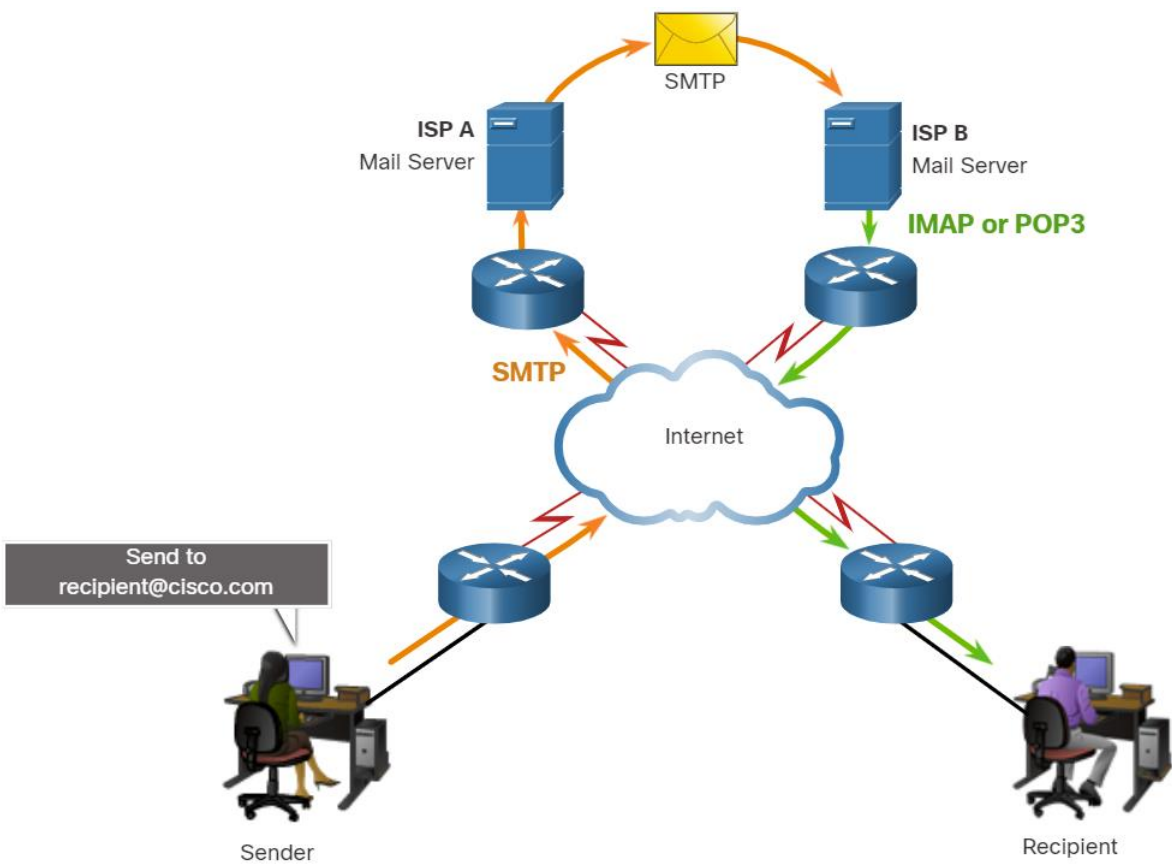 SMTP
ISP A
Mail Server
ISP B
Mail Server
IMAP or POP3
SMTP
Internet
Send to
recipient@cisco.com
Sender
Recipient